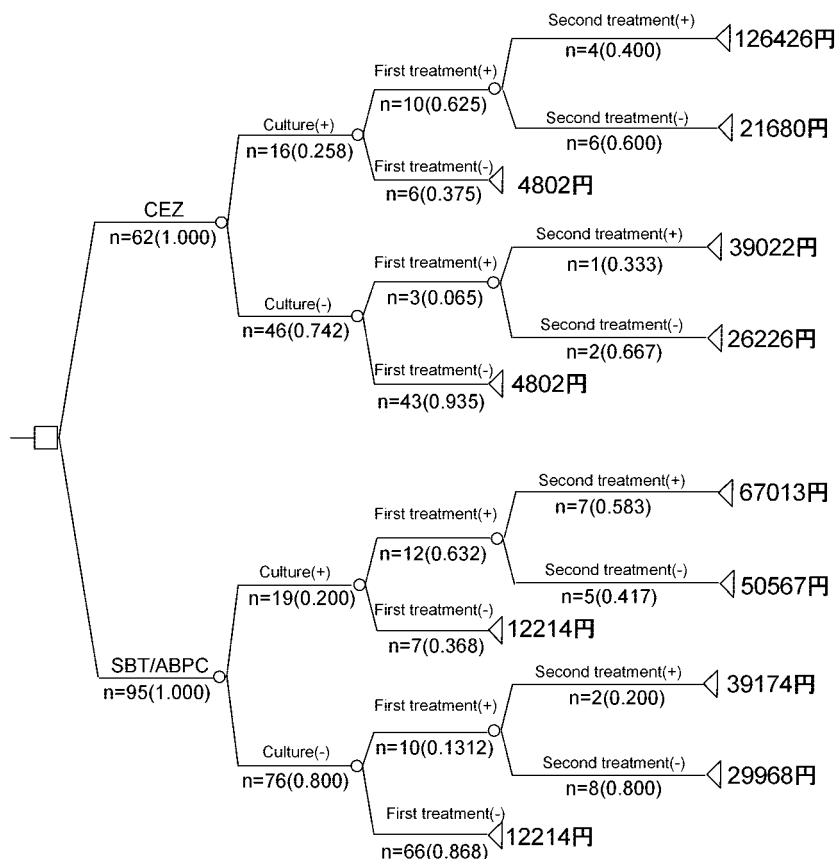 Second treatment(+)
n=4(0.400)
126426円
First treatment(+)
n=10(0.625)
Second treatment(-)
n=6(0.600)
21680円
Culture(+)
n=16(0.258)
First treatment(-)
n=6(0.375)
4802円
CEZ
n=62(1.000)
Second treatment(+)
n=1(0.333)
39022円
First treatment(+)
n=3(0.065)
Second treatment(-)
n=2(0.667)
26226円
Culture(-)
n=46(0.742)
First treatment(-)
n=43(0.935)
4802円
Second treatment(+)
n=7(0.583)
67013円
First treatment(+)
n=12(0.632)
Second treatment(-)
n=5(0.417)
50567円
Culture(+)
n=19(0.200)
First treatment(-)
n=7(0.368)
12214円
SBT/ABPC
n=95(1.000)
Second treatment(+)
n=2(0.200)
39174円
First treatment(+)
n=10(0.1312)
Second treatment(-)
n=8(0.800)
29968円
Culture(-)
n=76(0.800)
First treatment(-)
n=66(0.868)
12214円